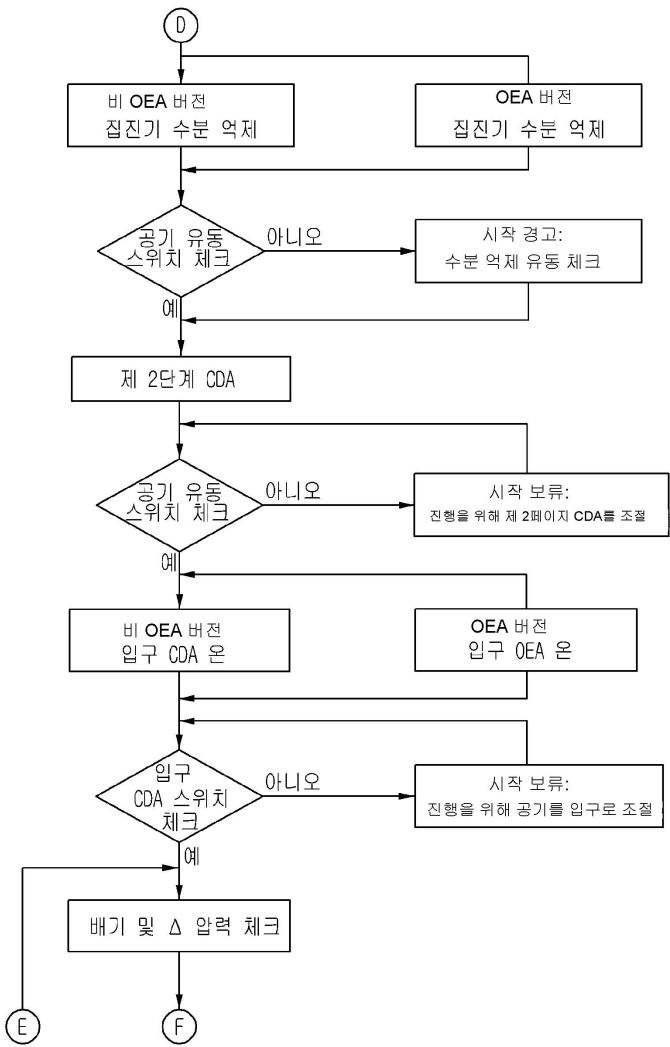 D
비 OEA 버전
집진기 수분 억제
OEA 버전
집진기 수분 억제
공기 유동
스위치 체크
아니오
시작 경고:
수분 억제 유동 체크
예
제 2단계 CDA
공기 유동
스위치 체크
아니오
시작 보류:
진행을 위해 제 2페이지 CDA를 조절
예
비 OEA 버전
입구 CDA 온
OEA 버전
입구 OEA 온
입구
CDA 스위치
체크
아니오
시작 보류:
진행을 위해 공기를 입구로 조절
예
배기 및 Δ 압력 체크
E
F